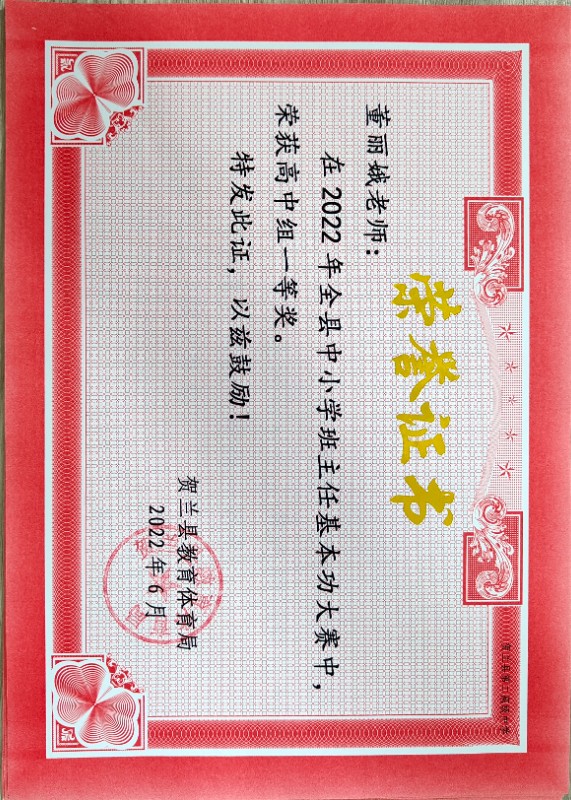 荣誉证书
董丽娥老师：
在2022年全县中小学班主任基本功大赛中，
荣获高中组一等奖。
特发此证，以兹鼓励！
贺兰县教育体育局
2022年6月